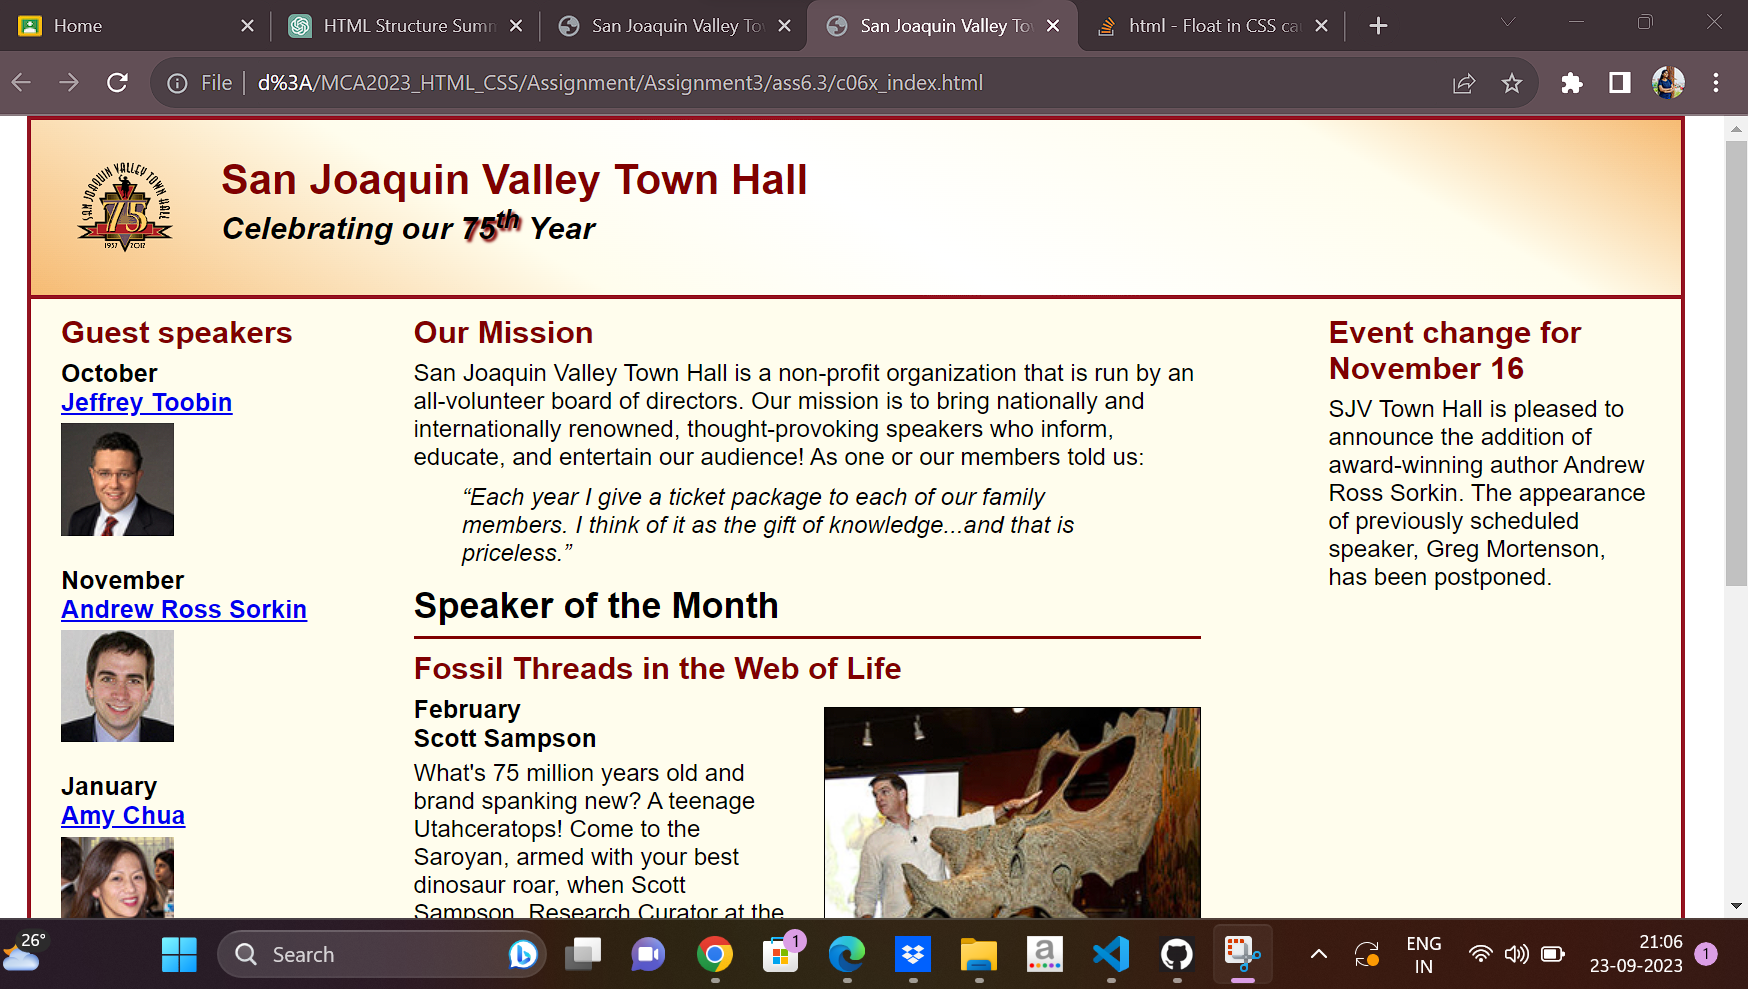 Home
HTML Structure Summ
San Joaquin Valley To
San Joaquin Valley To
html - Float in CSS ca
File
d%3A/MCA2023_HTML_CSS/Assignment/Assignment3/ass6.3/c06x_index.html
SAN JOAQUIN VALLEY TOWN HALL
75
1937 2012
San Joaquin Valley Town Hall
Celebrating our 75th Year
Guest speakers
October
Jeffrey Toobin
November
Andrew Ross Sorkin
January
Amy Chua
Our Mission
San Joaquin Valley Town Hall is a non-profit organization that is run by an
all-volunteer board of directors. Our mission is to bring nationally and
internationally renowned, thought-provoking speakers who inform,
educate, and entertain our audience! As one or our members told us:
“Each year I give a ticket package to each of our family
members. I think of it as the gift of knowledge...and that is
priceless.”
Speaker of the Month
Fossil Threads in the Web of Life
February
Scott Sampson
What's 75 million years old and
brand spanking new? A teenage
Utahceratops! Come to the
Saroyan, armed with your best
dinosaur roar, when Scott
Sampson, Research Curator at the
Event change for
November 16
SJV Town Hall is pleased to
announce the addition of
award-winning author Andrew
Ross Sorkin. The appearance
of previously scheduled
speaker, Greg Mortenson,
has been postponed.
26°
Search
1
a
ENG
IN
21:06
23-09-2023
1